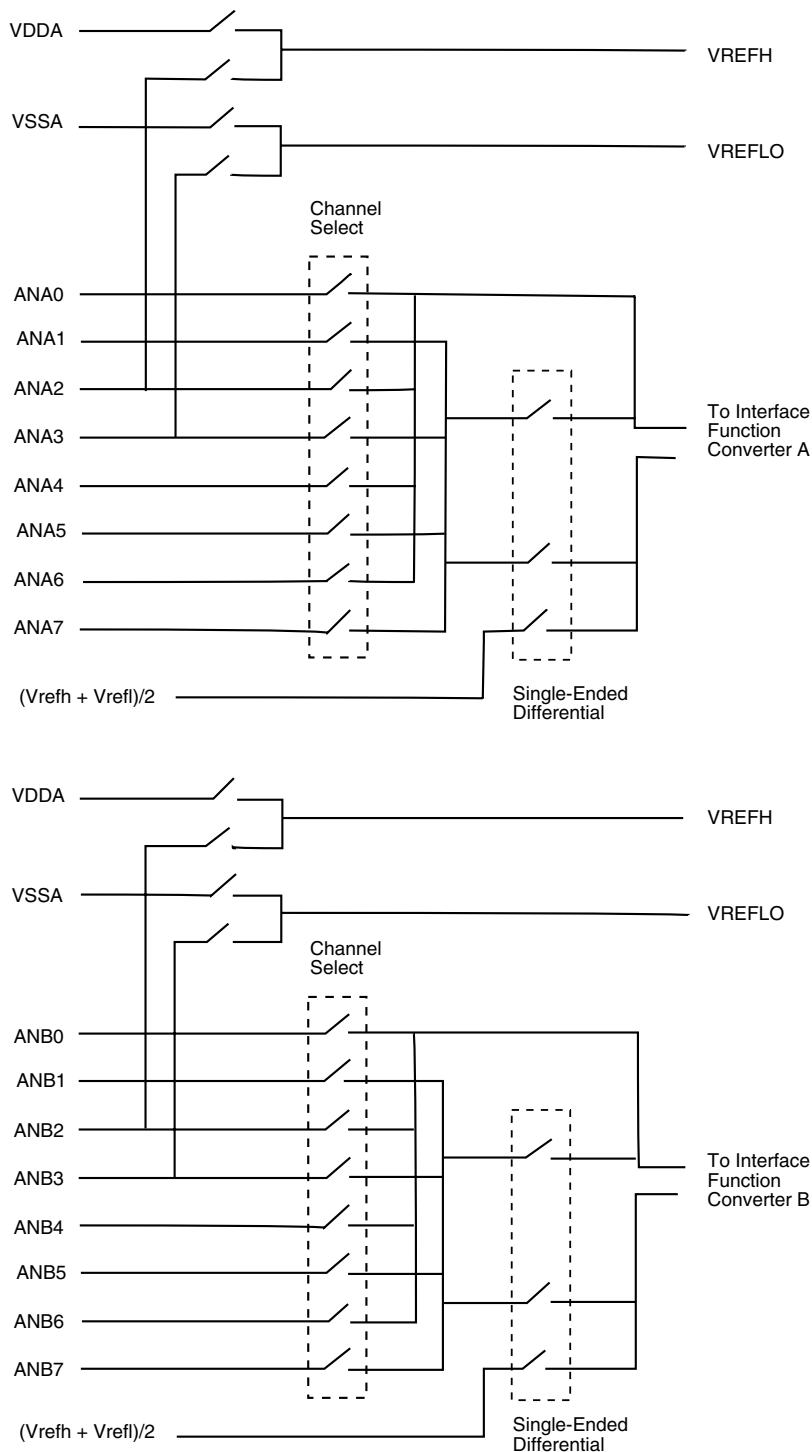 VDDA
VREFH
VSSA
VREFLO
Channel
Select
ANA0
ANA1
ANA2
ANA3
ANA4
ANA5
ANA6
ANA7
To Interface
Function
Converter A
(Vrefh + Vrefl)/2
Single-Ended
Differential
VDDA
VREFH
VSSA
VREFLO
Channel
Select
ANB0
ANB1
ANB2
ANB3
ANB4
ANB5
ANB6
ANB7
To Interface
Function
Converter B
(Vrefh + Vrefl)/2
Single-Ended
Differential